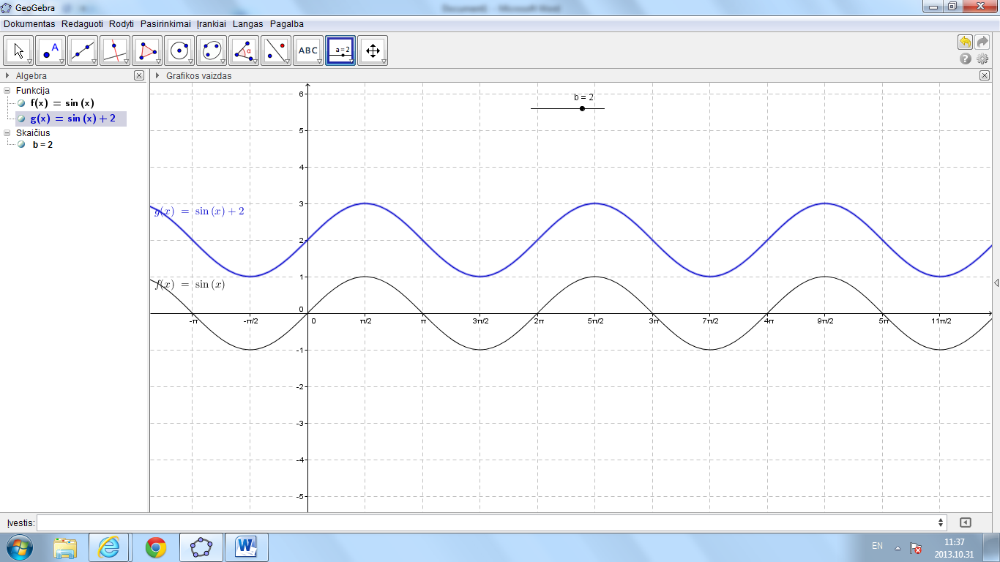 GeoGebra
Document1 - Microsoft Word
Dokumentas Redaguoti Rodyti Pasirinkimai Įrankiai Langas Pagalba
A
α
ABC
a = 2
Algebra
Grafikos vaizdas
Funkcija
f(x) = sin (x)
g(x) = sin (x) + 2
Skaičius
b = 2
b = 2
6
5
4
3
g(x) = sin (x) + 2
2
1
f(x) = sin (x)
0
-π -π/2 0 π/2 π 3π/2 2π 5π/2 3π 7π/2 4π 9π/2 5π 11π/2
-1
-2
-3
-4
-5
Įvestis:
EN
11:37
2013.10.31